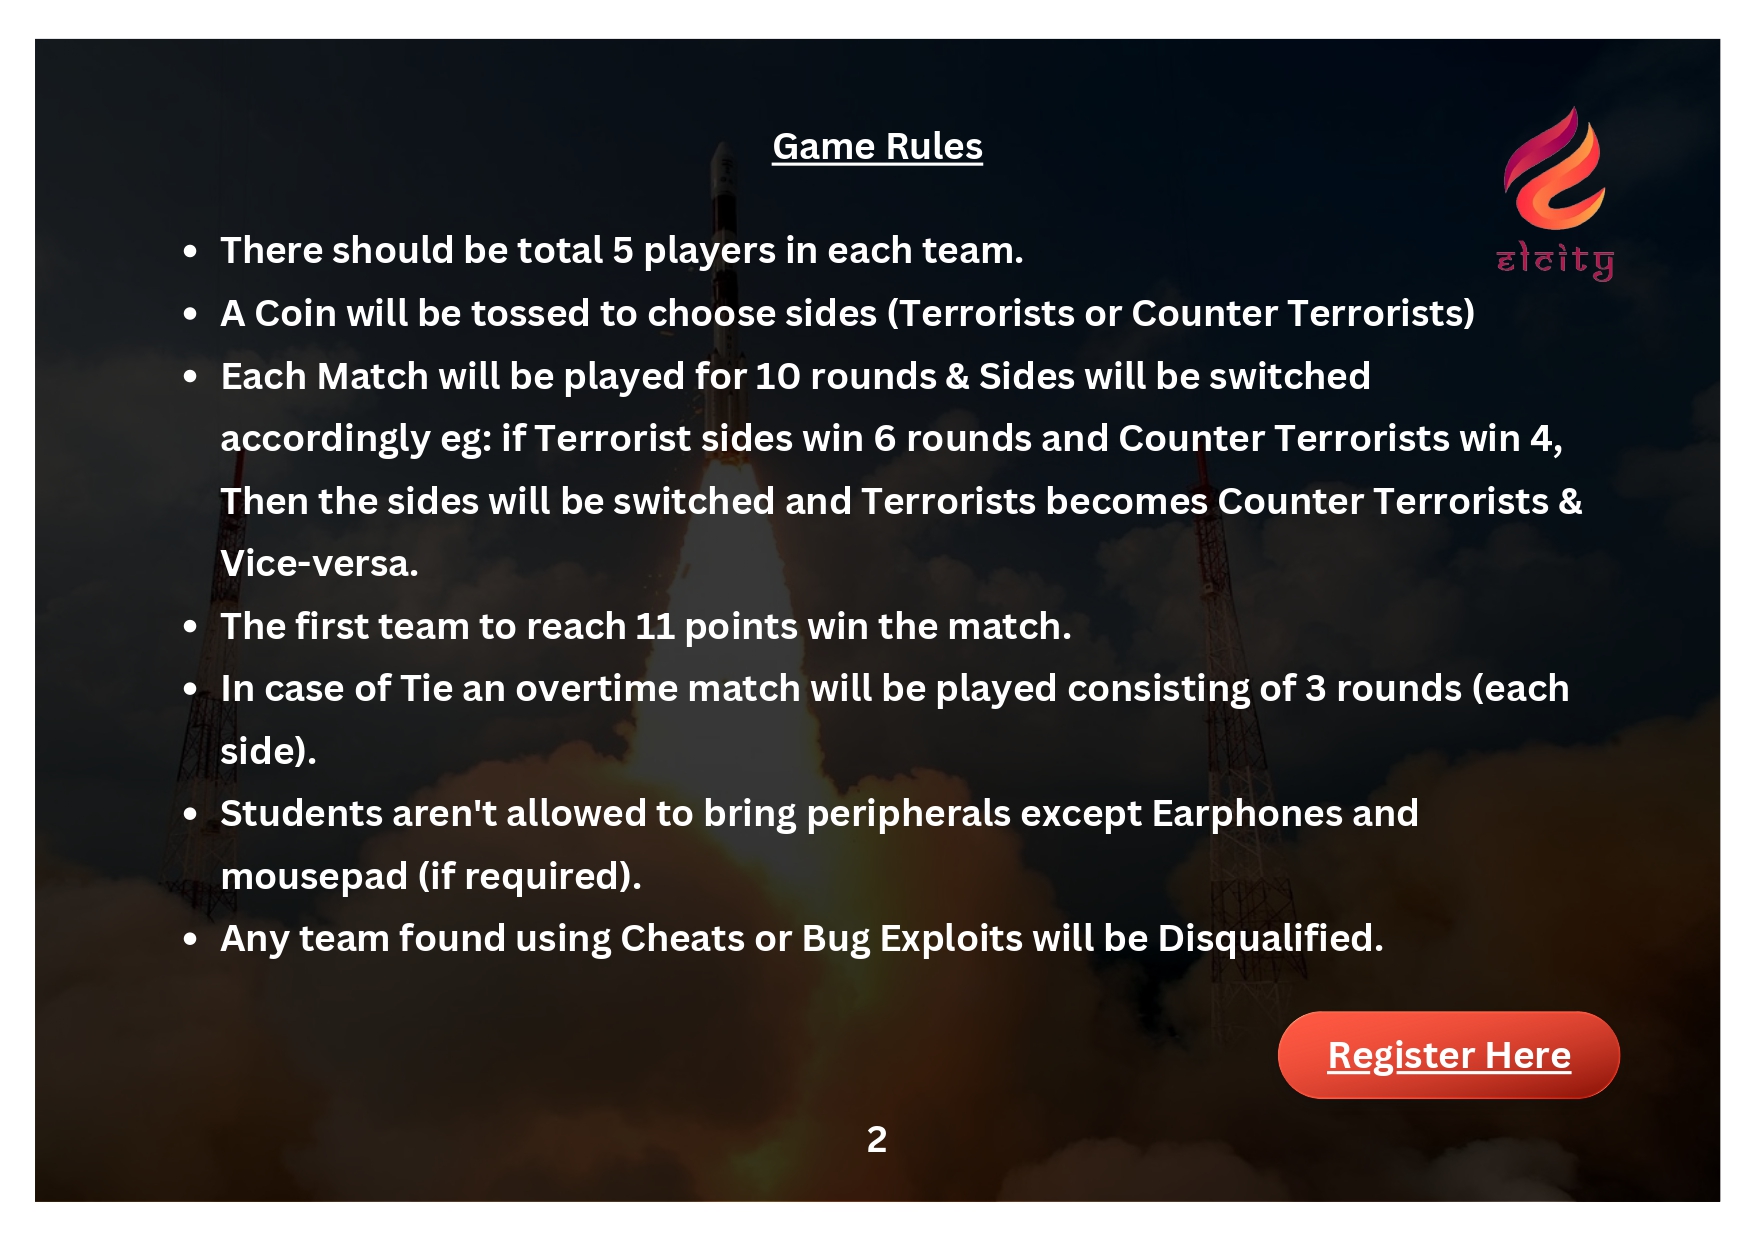 Game Rules
elcity
• There should be total 5 players in each team.
• A Coin will be tossed to choose sides (Terrorists or Counter Terrorists)
• Each Match will be played for 10 rounds & Sides will be switched
accordingly eg: if Terrorist sides win 6 rounds and Counter Terrorists win 4,
Then the sides will be switched and Terrorists becomes Counter Terrorists &
Vice-versa.
• The first team to reach 11 points win the match.
• In case of Tie an overtime match will be played consisting of 3 rounds (each
side).
• Students aren't allowed to bring peripherals except Earphones and
mousepad (if required).
• Any team found using Cheats or Bug Exploits will be Disqualified.
Register Here
2